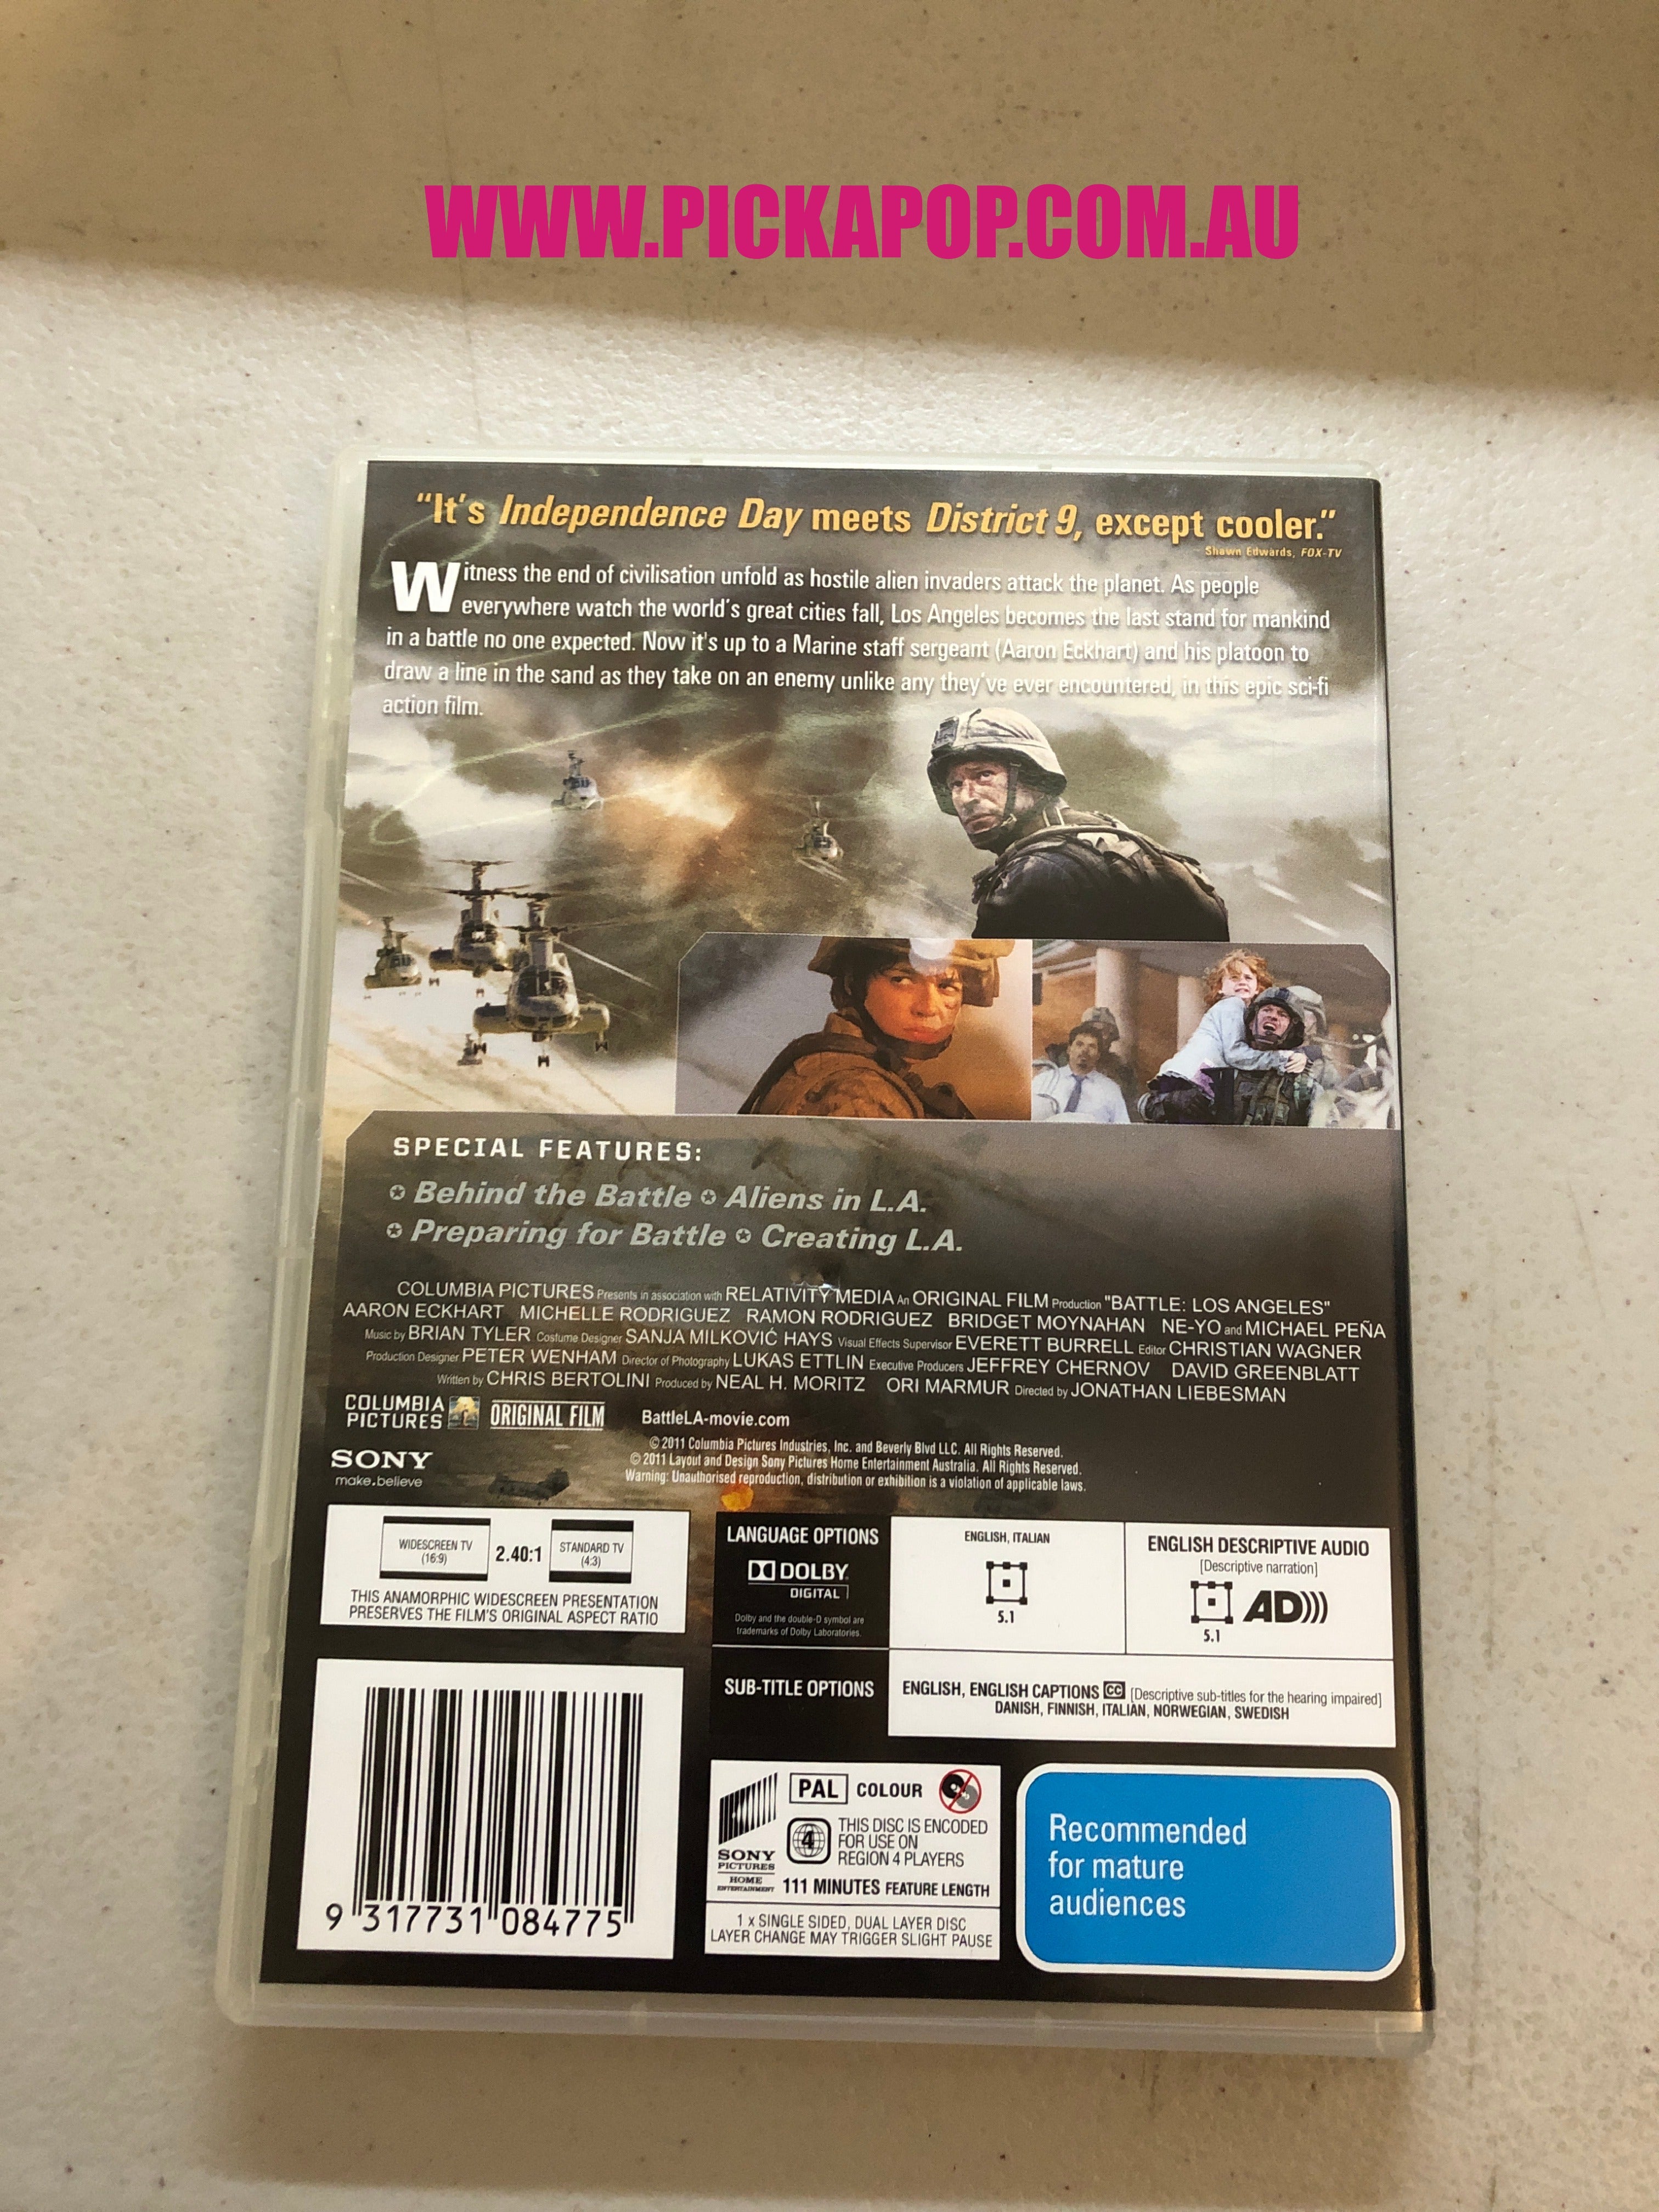 WWW.PICKAPOP.COM.AU
"It's Independence Day meets District 9, except cooler."
Shawn Edwards, FOX-TV
Witness the end of civilisation unfold as hostile alien invaders attack the planet. As people
everywhere watch the world's great cities fall, Los Angeles becomes the last stand for mankind
in a battle no one expected. Now it's up to a Marine staff sergeant (Aaron Eckhart) and his platoon to
draw a line in the sand as they take on an enemy unlike any they've ever encountered, in this epic sci-fi
action film.
SPECIAL FEATURES:
Behind the Battle Aliens in L.A.
Preparing for Battle Creating L.A.
COLUMBIA PICTURES Presents in association with RELATIVITY MEDIA An ORIGINAL FILM Production "BATTLE: LOS ANGELES"
AARON ECKHART MICHELLE RODRIGUEZ RAMON RODRIGUEZ BRIDGET MOYNAHAN NE-YO and MICHAEL PEÑA
Music by BRIAN TYLER Costume Designer SANJA MILKOVIĆ HAYS Visual Effects Supervisor EVERETT BURRELL Editor CHRISTIAN WAGNER
Production Designer PETER WENHAM Director of Photography LUKAS ETTLIN Executive Producers JEFFREY CHERNOV DAVID GREENBLATT
Written by CHRIS BERTOLINI Produced by NEAL H. MORITZ ORI MARMUR Directed by JONATHAN LIEBESMAN
COLUMBIA
PICTURES
ORIGINAL FILM
BattleLA-movie.com
SONY
make.believe
© 2011 Columbia Pictures Industries, Inc. and Beverly Blvd LLC. All Rights Reserved.
© 2011 Layout and Design Sony Pictures Home Entertainment Australia. All Rights Reserved.
Warning: Unauthorised reproduction, distribution or exhibition is a violation of applicable laws.
WIDESCREEN TV
(16:9)
2.40:1
STANDARD TV
(4:3)
THIS ANAMORPHIC WIDESCREEN PRESENTATION
PRESERVES THE FILM'S ORIGINAL ASPECT RATIO
LANGUAGE OPTIONS
DOLBY
DIGITAL
Dolby and the double-D symbol are
trademarks of Dolby Laboratories.
ENGLISH, ITALIAN
5.1
ENGLISH DESCRIPTIVE AUDIO
[Descriptive narration]
AD)))
5.1
SUB-TITLE OPTIONS
ENGLISH, ENGLISH CAPTIONS CC [Descriptive sub-titles for the hearing impaired]
DANISH, FINNISH, ITALIAN, NORWEGIAN, SWEDISH
9 317731 084775
SONY
PICTURES
HOME
ENTERTAINMENT
PAL COLOUR
4
THIS DISC IS ENCODED
FOR USE ON
REGION 4 PLAYERS
111 MINUTES FEATURE LENGTH
1 x SINGLE SIDED, DUAL LAYER DISC
LAYER CHANGE MAY TRIGGER SLIGHT PAUSE
Recommended
for mature
audiences